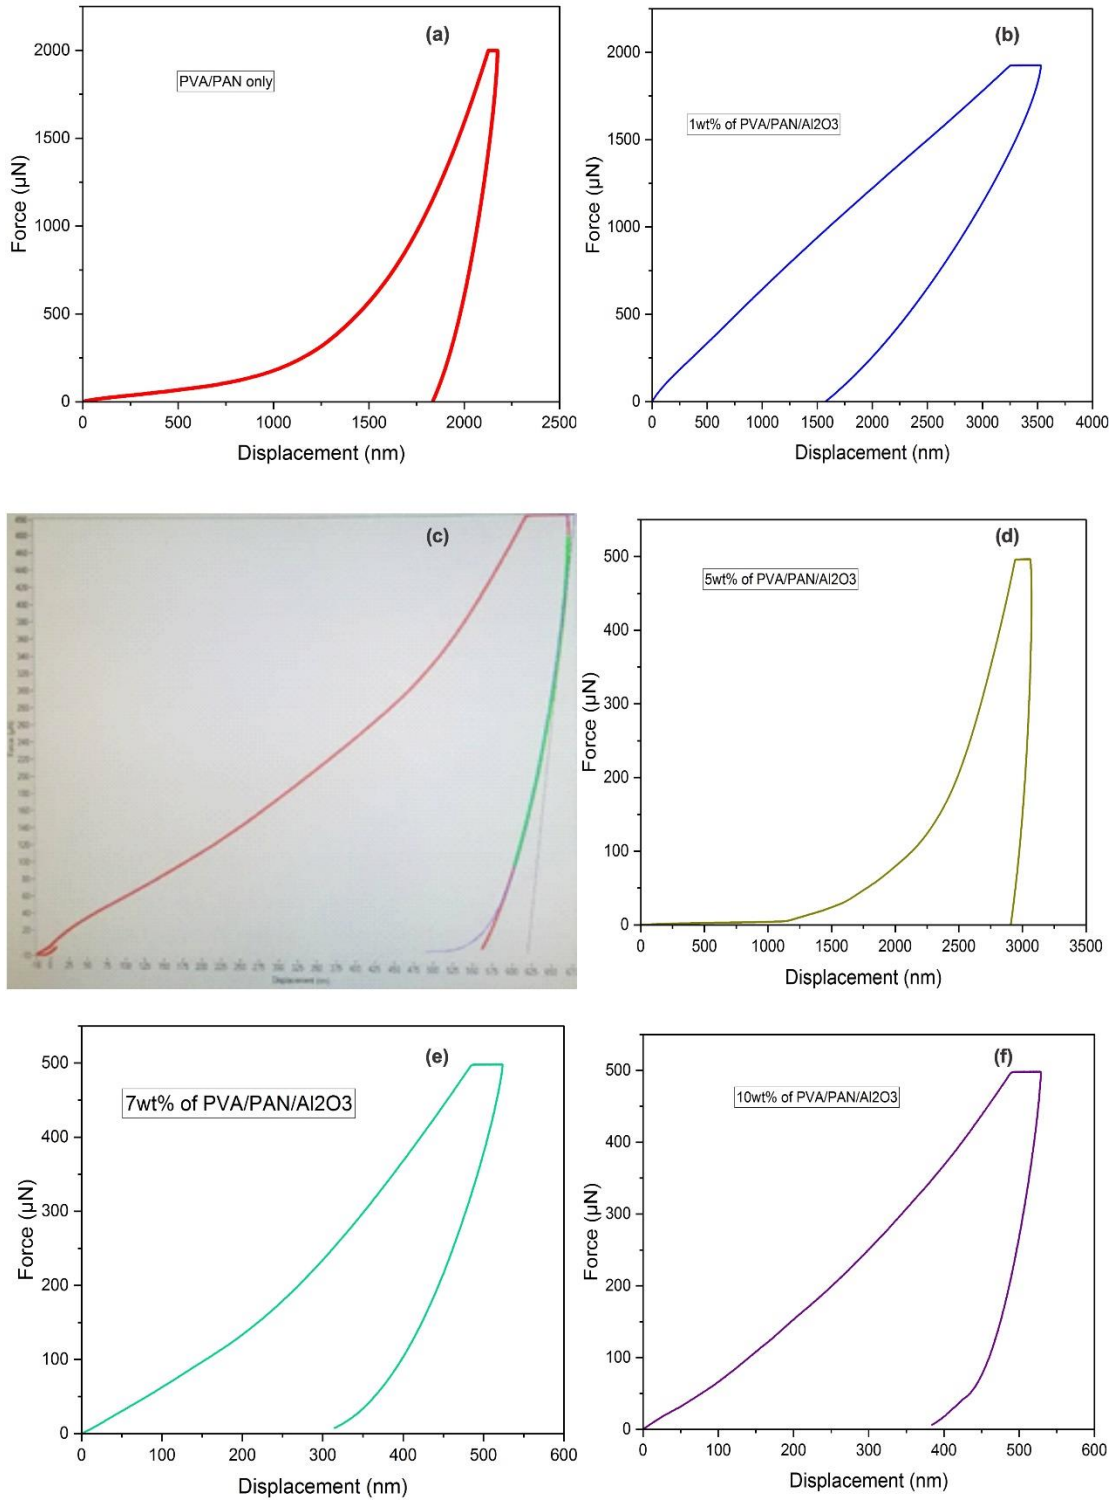 (a)
PVA/PAN only
2000
1500
1000
500
0
Force (µN)
0 500 1000 1500 2000 2500
Displacement (nm)
(b)
1wt% of PVA/PAN/Al2O3
2000
1500
1000
500
0
Force (µN)
0 500 1000 1500 2000 2500 3000 3500 4000
Displacement (nm)
(c)
Displacement (nm)
(d)
5wt% of PVA/PAN/Al2O3
500
400
300
200
100
0
Force (µN)
0 500 1000 1500 2000 2500 3000 3500
Displacement (nm)
(e)
7wt% of PVA/PAN/Al2O3
500
400
300
200
100
0
Force (µN)
0 100 200 300 400 500 600
Displacement (nm)
(f)
10wt% of PVA/PAN/Al2O3
500
400
300
200
100
0
Force (µN)
0 100 200 300 400 500 600
Displacement (nm)